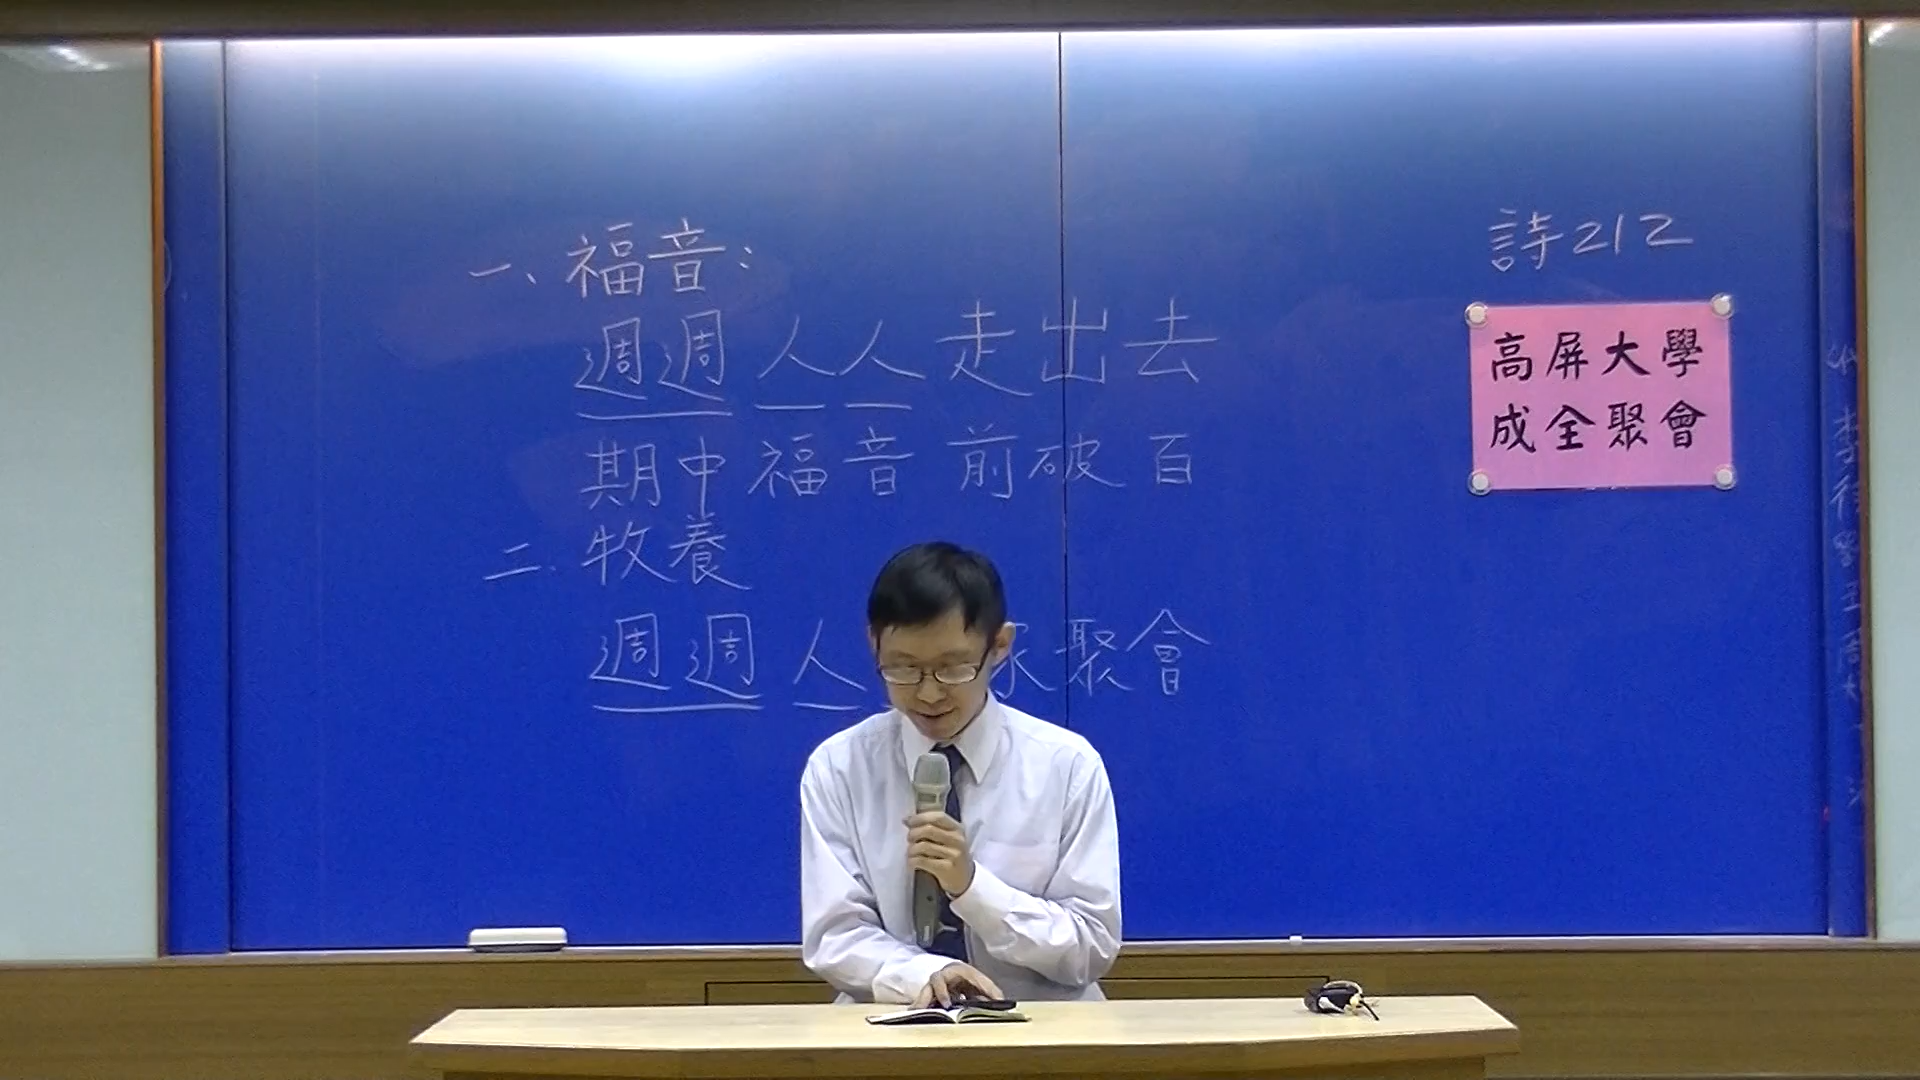 一、福音：
週週人人走出去
期中福音前破百
二.牧養
週週人 家聚會
詩212
高屏大學
成全聚會